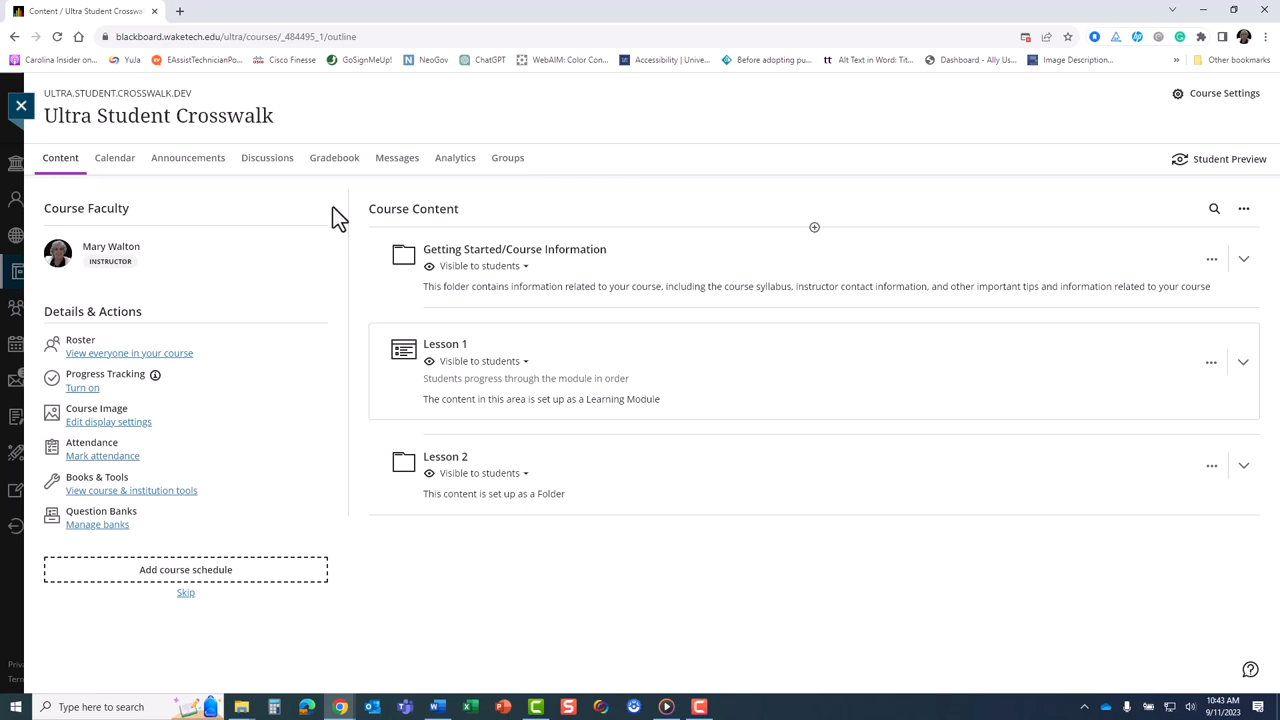 Content / Ultra Student Crosswalk
blackboard.waketech.edu/ultra/courses/_484495_1/outline
Carolina Insider on...
YuJa
EAssistTechnicianPo...
Cisco Finesse
GoSignMeUp!
NeoGov
ChatGPT
WebAIM: Color Con...
Accessibility | Unive...
Before adopting pu...
Alt Text in Word: Tit...
Dashboard - Ally Us...
Image Description...
»
Other bookmarks
ULTRA.STUDENT.CROSSWALK.DEV
Ultra Student Crosswalk
Course Settings
Content
Calendar
Announcements
Discussions
Gradebook
Messages
Analytics
Groups
Student Preview
Course Faculty
Mary Walton
INSTRUCTOR
Details & Actions
Roster
View everyone in your course
Progress Tracking
Turn on
Course Image
Edit display settings
Attendance
Mark attendance
Books & Tools
View course & institution tools
Question Banks
Manage banks
Add course schedule
Skip
Course Content
Getting Started/Course Information
Visible to students
This folder contains information related to your course, including the course syllabus, instructor contact information, and other important tips and information related to your course
Lesson 1
Visible to students
Students progress through the module in order
The content in this area is set up as a Learning Module
Lesson 2
Visible to students
This content is set up as a Folder
Priv
Term
Type here to search
10:43 AM
9/11/2023